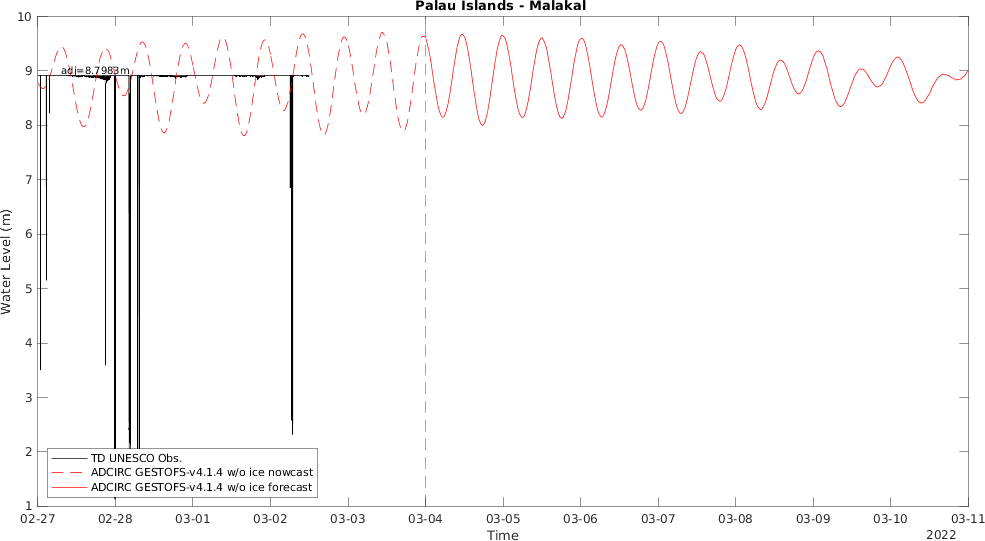 Palau Islands - Malakal
10
9
8
7
6
5
4
3
2
1
Water Level (m)
adj=8.7983m
TD UNESCO Obs.
ADCIRC GESTOFS-v4.1.4 w/o ice nowcast
ADCIRC GESTOFS-v4.1.4 w/o ice forecast
02-27 02-28 03-01 03-02 03-03 03-04 03-05 03-06 03-07 03-08 03-09 03-10 03-11
Time
2022